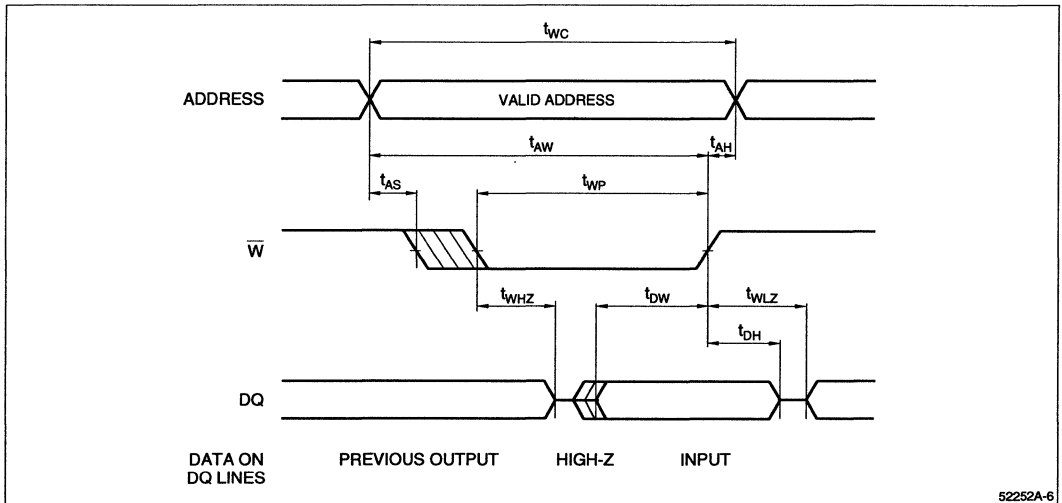 tWC
ADDRESS
VALID ADDRESS
tAW
tAH
tAS
tWP
W̅
tWHZ
tDW
tWLZ
tDH
DQ
DATA ON
DQ LINES
PREVIOUS OUTPUT
HIGH-Z
INPUT
52252A-6